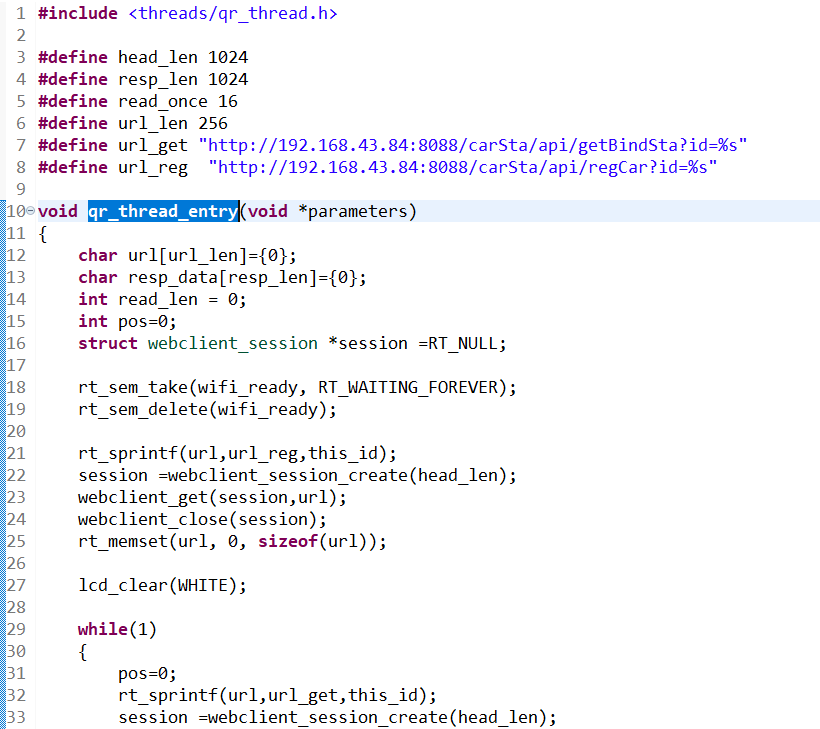 1 #include <threads/qr_thread.h>
2
3 #define head_len 1024
4 #define resp_len 1024
5 #define read_once 16
6 #define url_len 256
7 #define url_get "http://192.168.43.84:8088/carSta/api/getBindSta?id=%s"
8 #define url_reg  "http://192.168.43.84:8088/carSta/api/regCar?id=%s"
9
10 void qr_thread_entry(void *parameters)
11 {
12     char url[url_len]={0};
13     char resp_data[resp_len]={0};
14     int read_len = 0;
15     int pos=0;
16     struct webclient_session *session =RT_NULL;
17
18     rt_sem_take(wifi_ready, RT_WAITING_FOREVER);
19     rt_sem_delete(wifi_ready);
20
21     rt_sprintf(url,url_reg,this_id);
22     session =webclient_session_create(head_len);
23     webclient_get(session,url);
24     webclient_close(session);
25     rt_memset(url, 0, sizeof(url));
26
27     lcd_clear(WHITE);
28
29     while(1)
30     {
31         pos=0;
32         rt_sprintf(url,url_get,this_id);
33         session =webclient_session_create(head_len);